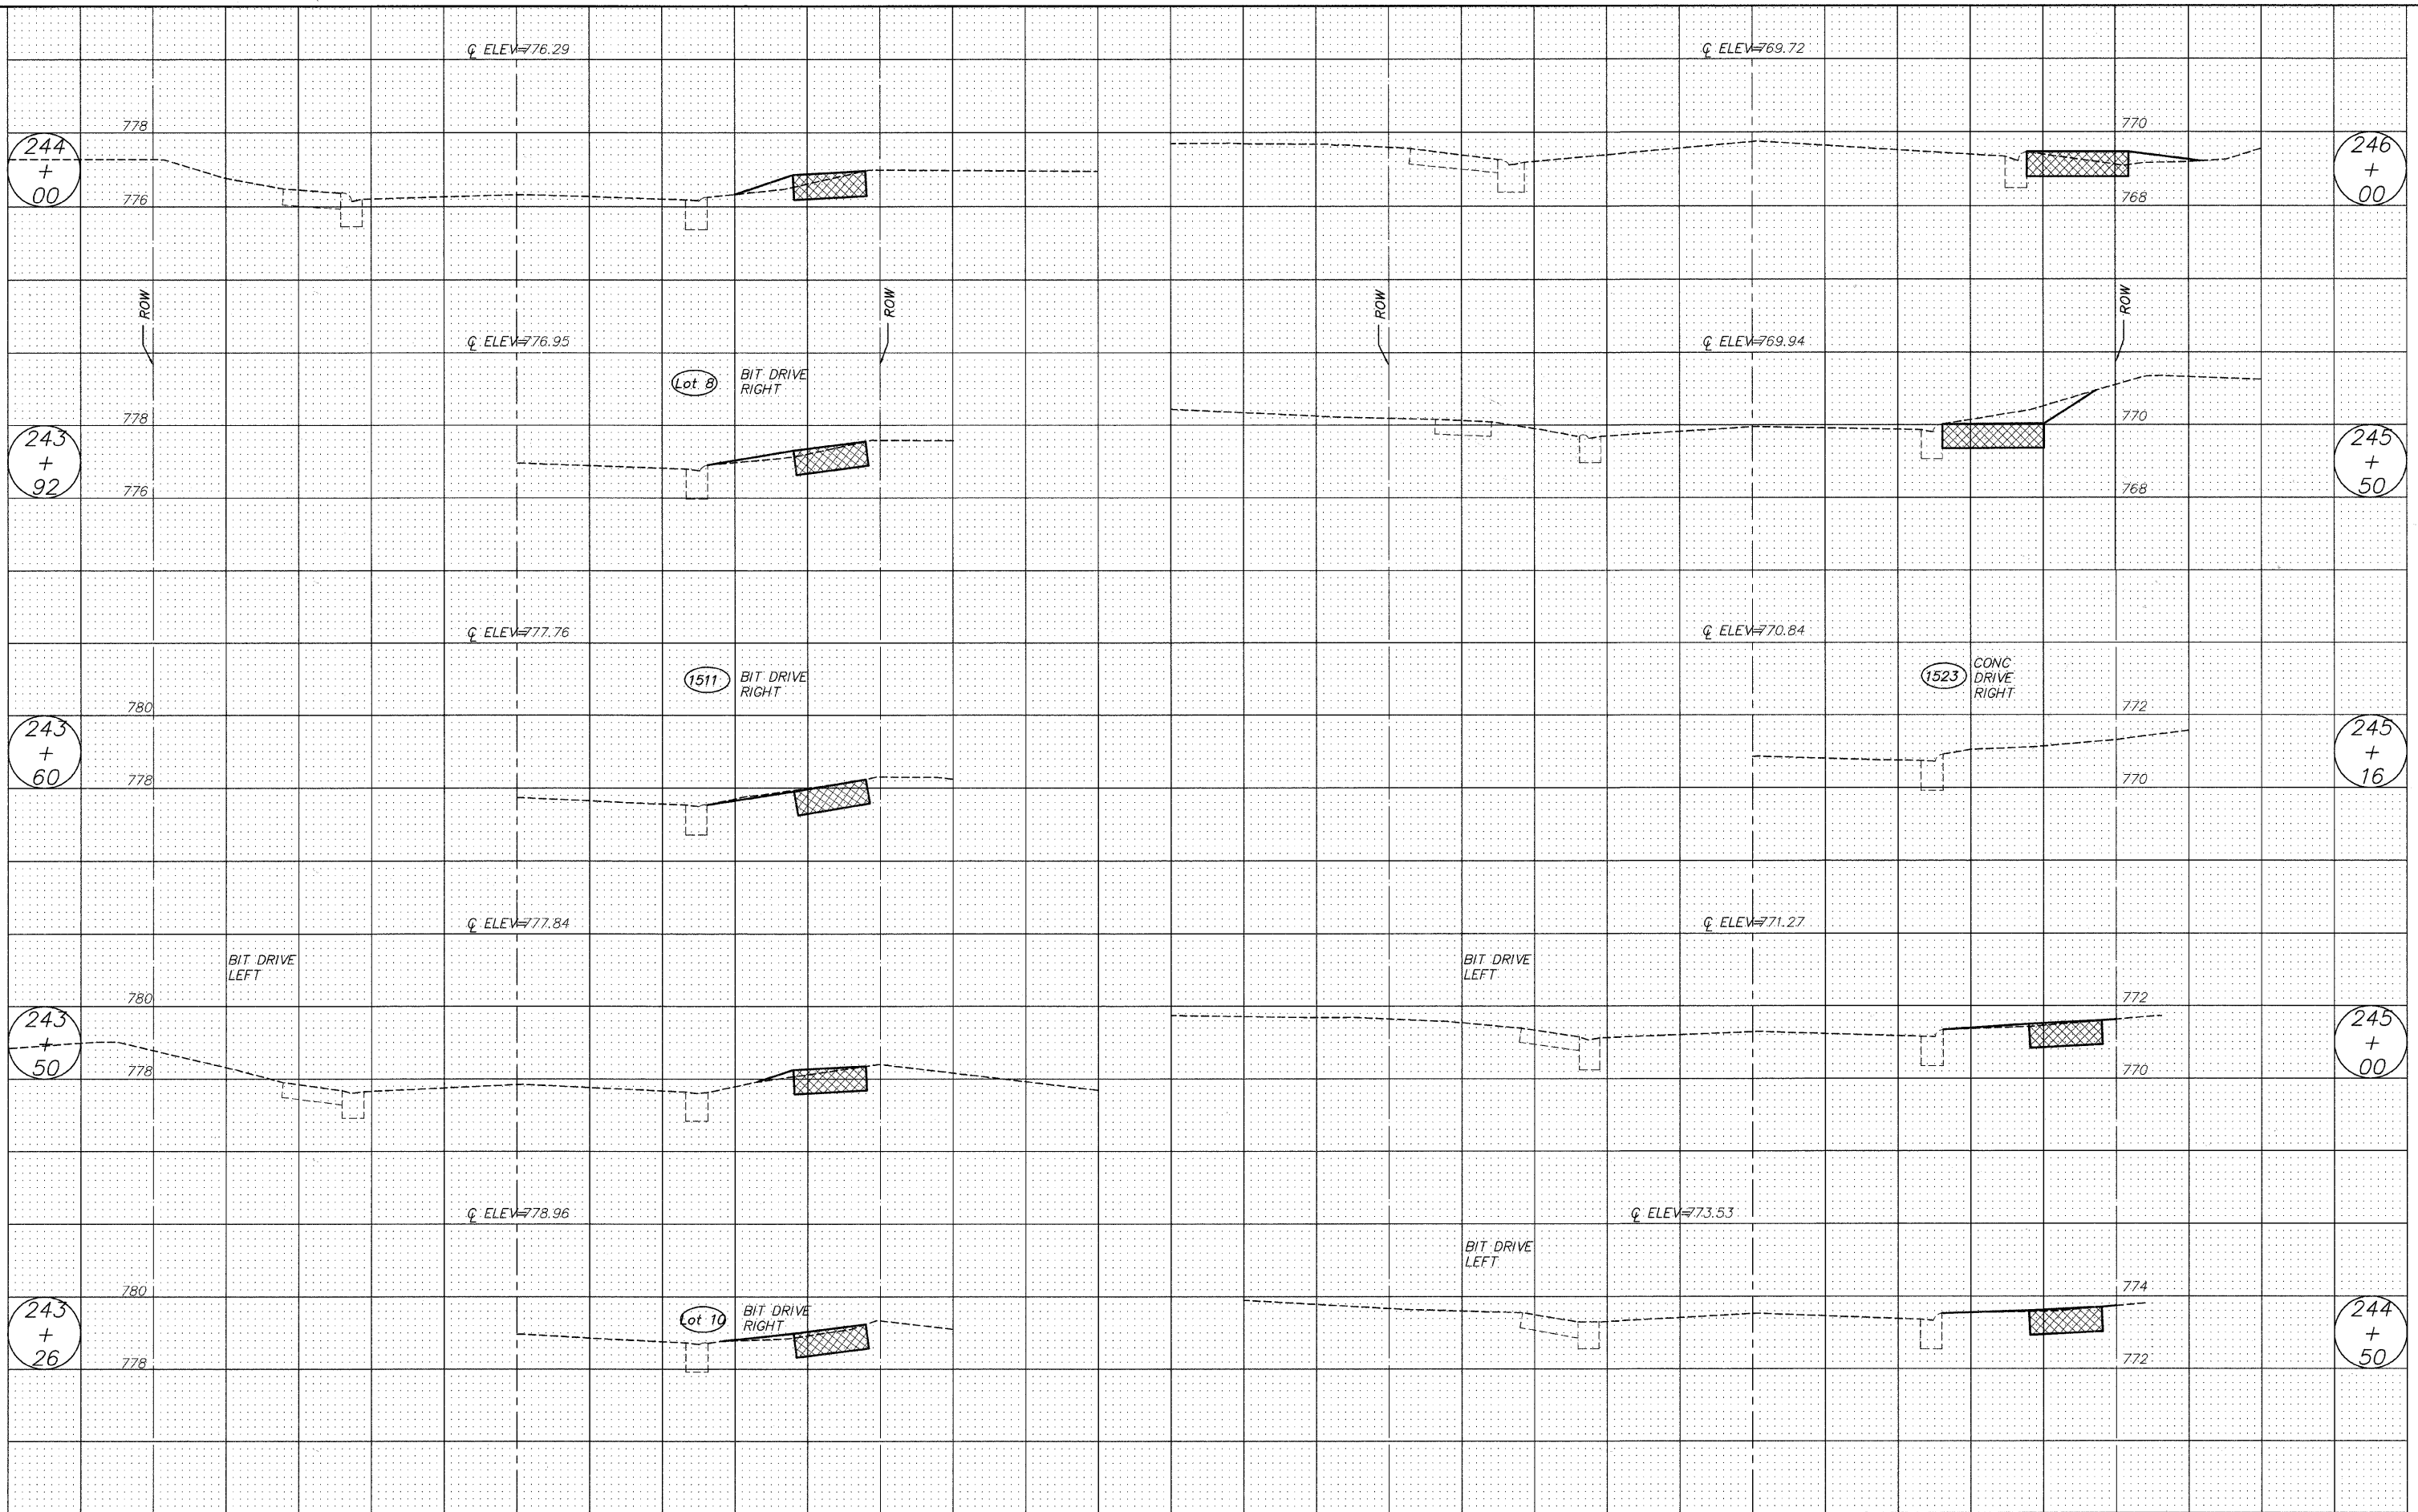 ℄ ELEV=776.29
778
244
+
00
776
ROW
ROW
℄ ELEV=776.95
Lot 8
BIT DRIVE
RIGHT
778
243
+
92
776
℄ ELEV=777.76
1511
BIT DRIVE
RIGHT
780
243
+
60
778
℄ ELEV=777.84
BIT DRIVE
LEFT
780
243
+
50
778
℄ ELEV=778.96
780
243
+
26
Lot 10
BIT DRIVE
RIGHT
778
℄ ELEV=769.72
770
246
+
00
768
ROW
ROW
℄ ELEV=769.94
770
245
+
50
768
℄ ELEV=770.84
1523
CONC
DRIVE
RIGHT
772
245
+
16
770
℄ ELEV=771.27
BIT DRIVE
LEFT
772
245
+
00
770
℄ ELEV=773.53
BIT DRIVE
LEFT
774
244
+
50
772